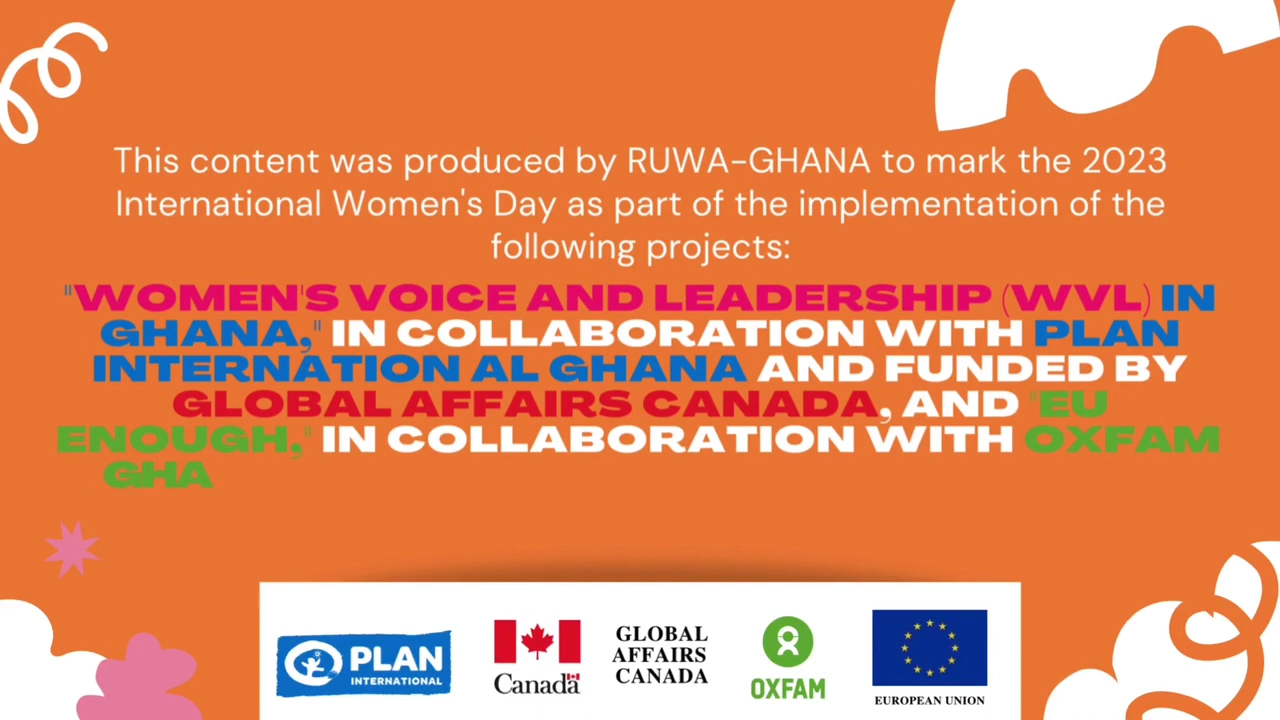 This content was produced by RUWA-GHANA to mark the 2023
International Women's Day as part of the implementation of the
following projects:
"WOMEN'S VOICE AND LEADERSHIP (WVL) IN
GHANA," IN COLLABORATION WITH PLAN
INTERNATION AL GHANA AND FUNDED BY
GLOBAL AFFAIRS CANADA, AND "EU
ENOUGH," IN COLLABORATION WITH OXFAM
GHA
PLAN
INTERNATIONAL
Canada
GLOBAL
AFFAIRS
CANADA
OXFAM
EUROPEAN UNION